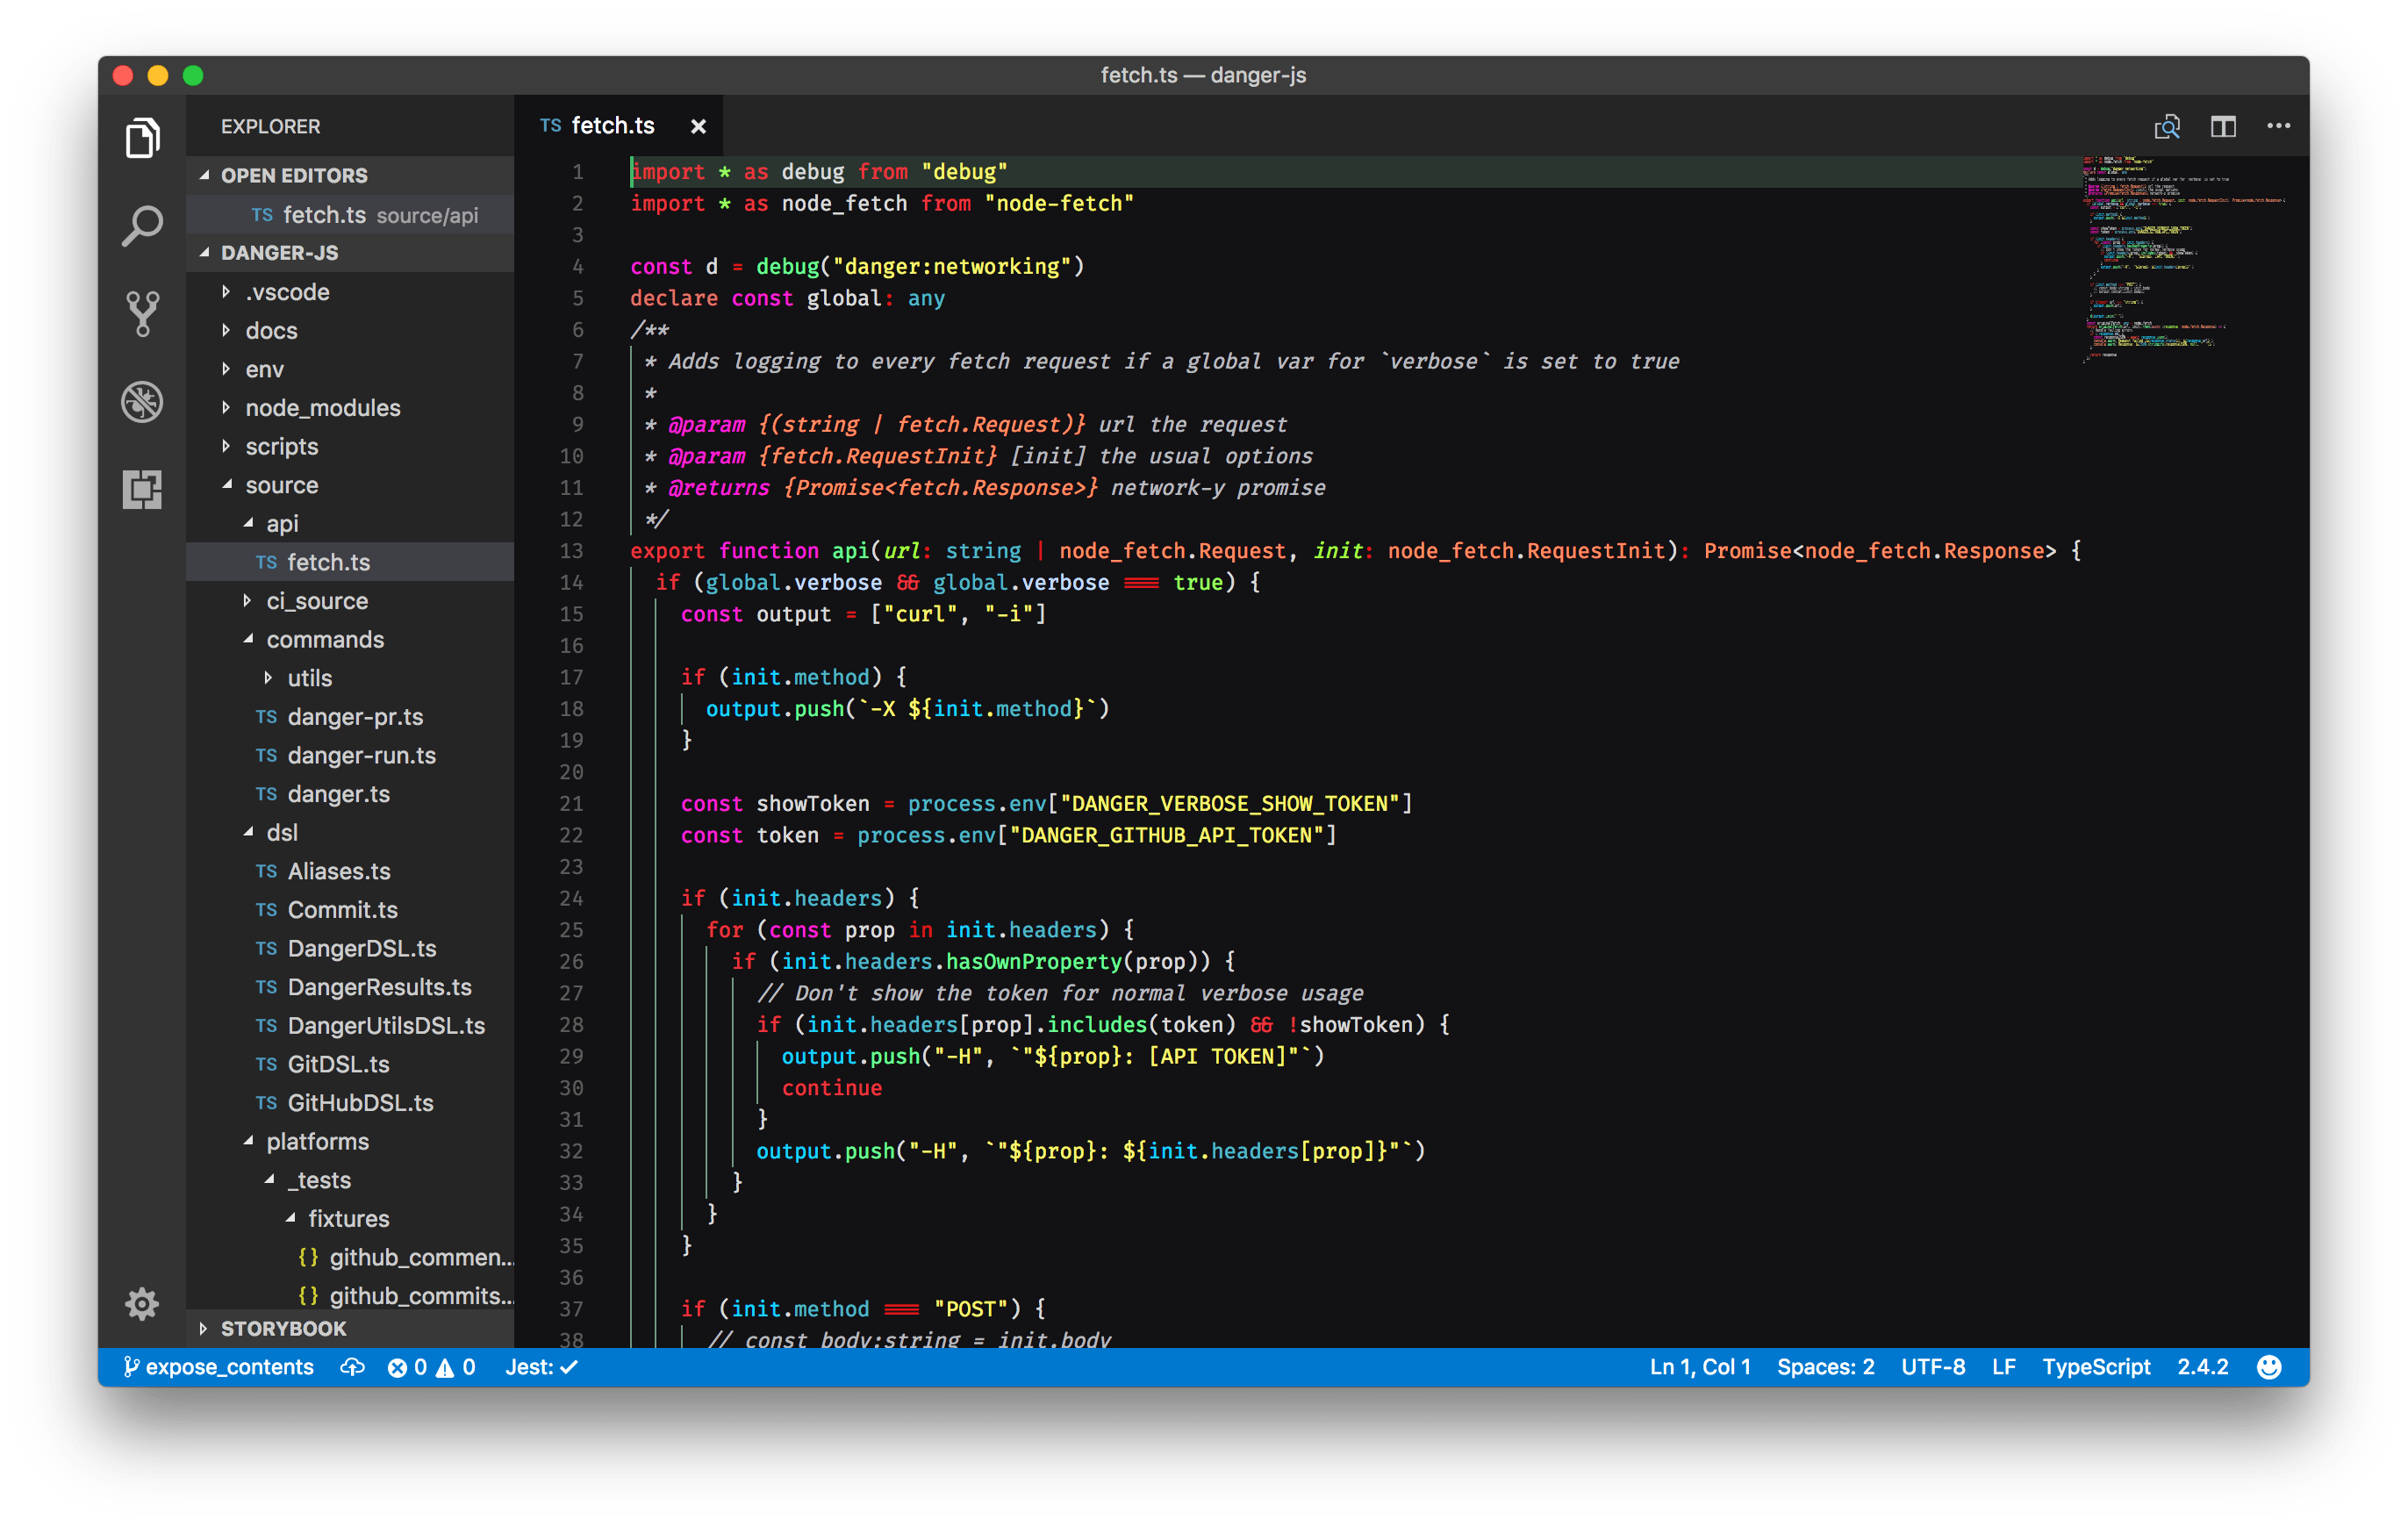 fetch.ts — danger-js
EXPLORER
OPEN EDITORS
TS fetch.ts source/api
DANGER-JS
.vscode
docs
env
node_modules
scripts
source
api
TS fetch.ts
ci_source
commands
utils
TS danger-pr.ts
TS danger-run.ts
TS danger.ts
dsl
TS Aliases.ts
TS Commit.ts
TS DangerDSL.ts
TS DangerResults.ts
TS DangerUtilsDSL.ts
TS GitDSL.ts
TS GitHubDSL.ts
platforms
_tests
fixtures
{} github_commen...
{} github_commits...
STORYBOOK
TS fetch.ts
1 import * as debug from "debug"
2 import * as node_fetch from "node-fetch"
3
4 const d = debug("danger:networking")
5 declare const global: any
6 /**
7 * Adds logging to every fetch request if a global var for `verbose` is set to true
8 *
9 * @param {(string | fetch.Request)} url the request
10 * @param {fetch.RequestInit} [init] the usual options
11 * @returns {Promise<fetch.Response>} network-y promise
12 */
13 export function api(url: string | node_fetch.Request, init: node_fetch.RequestInit): Promise<node_fetch.Response> {
14 if (global.verbose && global.verbose === true) {
15 const output = ["curl", "-i"]
16
17 if (init.method) {
18 output.push(`-X ${init.method}`)
19 }
20
21 const showToken = process.env["DANGER_VERBOSE_SHOW_TOKEN"]
22 const token = process.env["DANGER_GITHUB_API_TOKEN"]
23
24 if (init.headers) {
25 for (const prop in init.headers) {
26 if (init.headers.hasOwnProperty(prop)) {
27 // Don't show the token for normal verbose usage
28 if (init.headers[prop].includes(token) && !showToken) {
29 output.push("-H", `"${prop}: [API TOKEN]"`)
30 continue
31 }
32 output.push("-H", `"${prop}: ${init.headers[prop]}"`)
33 }
34 }
35 }
36
37 if (init.method === "POST") {
38 // const body:string = init.body
expose_contents 0 0 Jest: ✓
Ln 1, Col 1 Spaces: 2 UTF-8 LF TypeScript 2.4.2